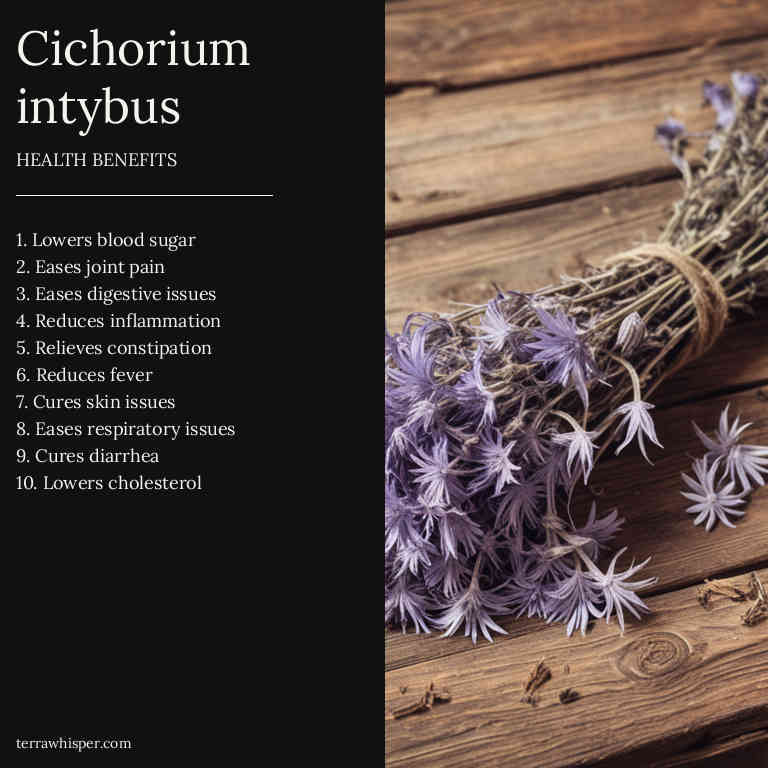 Cichorium
intybus
HEALTH BENEFITS
1. Lowers blood sugar
2. Eases joint pain
3. Eases digestive issues
4. Reduces inflammation
5. Relieves constipation
6. Reduces fever
7. Cures skin issues
8. Eases respiratory issues
9. Cures diarrhea
10. Lowers cholesterol
terrawhisper.com